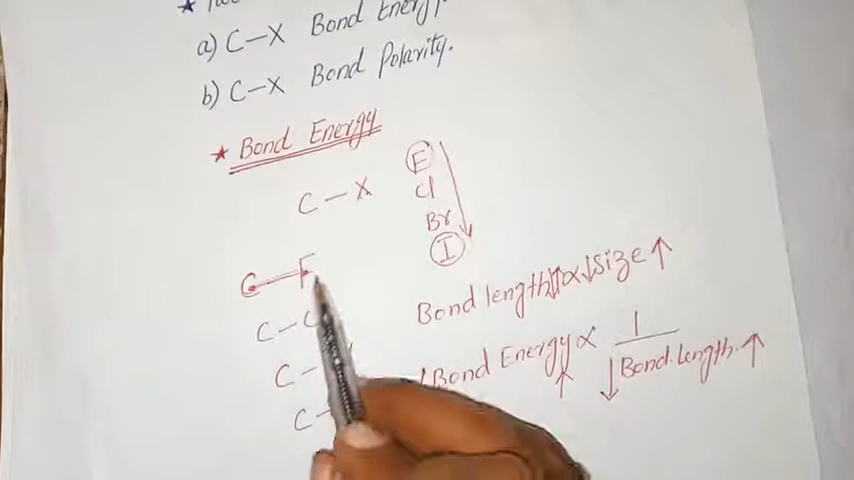 a) C–X Bond Energy.
b) C–X Bond Polarity.
★ Bond Energy
C – X
F
Cl
Br
I
C–F
C–C
C–
C–
Bond length ↓↑ ∝ ↓ Size ↑
↓ Bond Energy ↑ ∝ 1 / ↓ Bond Length. ↑